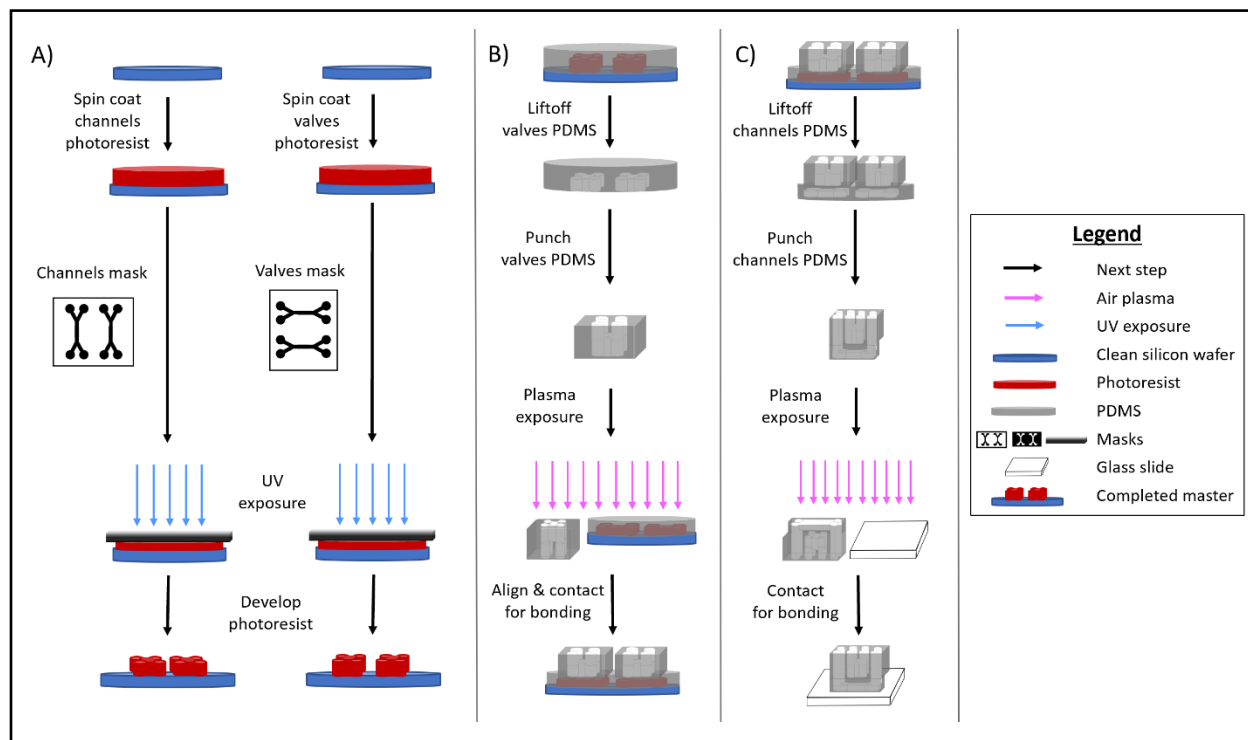 A)
Spin coat
channels
photoresist
Spin coat
valves
photoresist
Channels mask
Valves mask
UV
exposure
Develop
photoresist
B)
Liftoff
valves PDMS
Punch
valves PDMS
Plasma
exposure
Align & contact
for bonding
C)
Liftoff
channels PDMS
Punch
channels PDMS
Plasma
exposure
Contact
for bonding
Legend
Next step
Air plasma
UV exposure
Clean silicon wafer
Photoresist
PDMS
Masks
Glass slide
Completed master